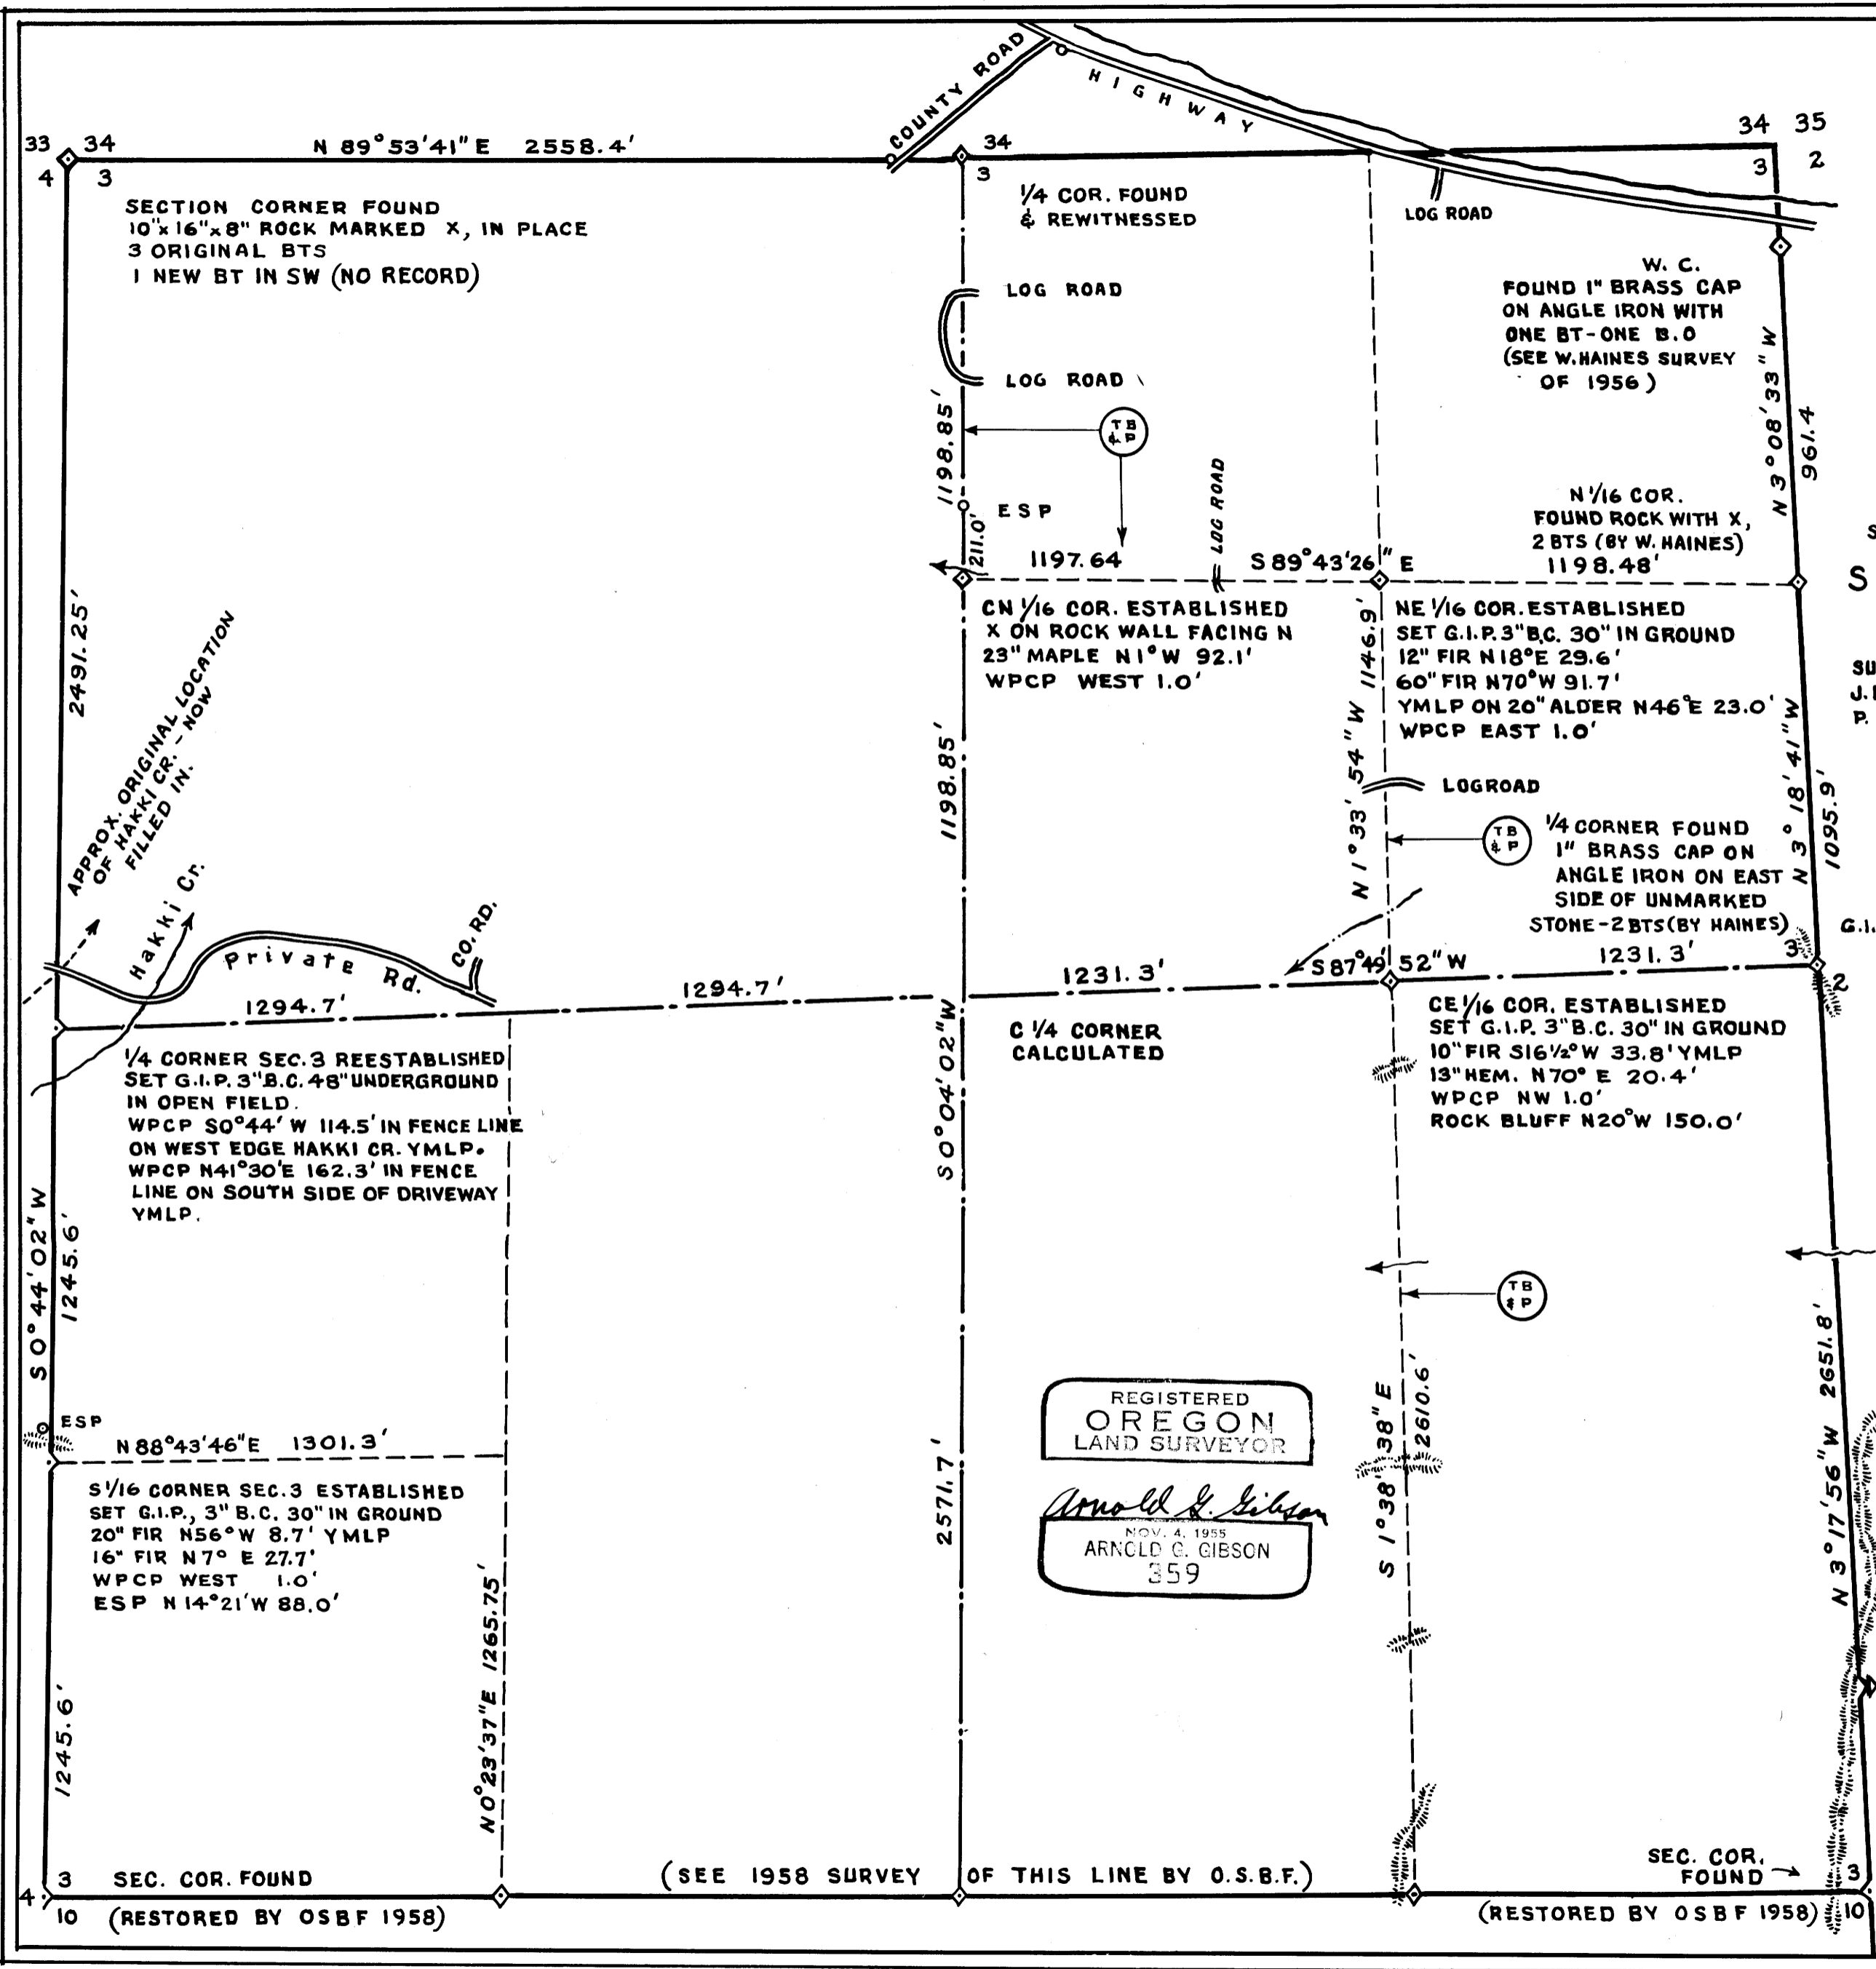 COUNTY ROAD
HIGHWAY
33 34
4 3
N 89°53'41" E 2558.4'
34
3
34 35
3 2
SECTION CORNER FOUND
10"x16"x8" ROCK MARKED X, IN PLACE
3 ORIGINAL BTS
1 NEW BT IN SW (NO RECORD)
1/4 COR. FOUND
& REWITNESSED
LOG ROAD
LOG ROAD
LOG ROAD
W. C.
FOUND 1" BRASS CAP
ON ANGLE IRON WITH
ONE BT-ONE B.O
(SEE W.HAINES SURVEY
OF 1956)
N 3°08'33" W
961.4
1198.85'
TB
& P
ESP
211.0'
LOG ROAD
N 1/16 COR.
FOUND ROCK WITH X,
2 BTS (BY W. HAINES)
1197.64
S 89°43'26" E
1198.48'
S
S
CN 1/16 COR. ESTABLISHED
X ON ROCK WALL FACING N
23" MAPLE N1°W 92.1'
WPCP WEST 1.0'
NE 1/16 COR. ESTABLISHED
SET G.I.P. 3"B.C. 30" IN GROUND
12" FIR N18°E 29.6'
60" FIR N70°W 91.7'
YMLP ON 20" ALDER N46°E 23.0'
WPCP EAST 1.0'
SU
J.
P.
2491.25'
APPROX. ORIGINAL LOCATION
OF HAKKI CR. - NOW
FILLED IN.
1198.85'
N 1°33'54" W 1146.9'
LOG ROAD
N 3°18'41" W
1095.9'
TB
& P
1/4 CORNER FOUND
1" BRASS CAP ON
ANGLE IRON ON EAST
SIDE OF UNMARKED
STONE-2 BTS (BY HAINES)
G.I.
Hakki Cr.
Private Rd.
CO. RD.
1294.7'
1294.7'
1231.3'
S 87°49'52" W
1231.3'
3
2
1/4 CORNER SEC.3 REESTABLISHED
SET G.I.P. 3"B.C. 48" UNDERGROUND
IN OPEN FIELD.
WPCP S0°44' W 114.5' IN FENCE LINE
ON WEST EDGE HAKKI CR. YMLP.
WPCP N41°30'E 162.3' IN FENCE
LINE ON SOUTH SIDE OF DRIVEWAY
YMLP.
S 0°04'02" W
C 1/4 CORNER
CALCULATED
CE 1/16 COR. ESTABLISHED
SET G.I.P. 3"B.C. 30" IN GROUND
10" FIR S16½°W 33.8' YMLP
13" HEM. N70° E 20.4'
WPCP NW 1.0'
ROCK BLUFF N20°W 150.0'
S 0°44'02" W
1245.6'
TB
& P
ESP
N 88°43'46"E 1301.3'
S 1/16 CORNER SEC.3 ESTABLISHED
SET G.I.P., 3" B.C. 30" IN GROUND
20" FIR N56°W 8.7' YMLP
16" FIR N7° E 27.7'
WPCP WEST 1.0'
ESP N 14°21'W 88.0'
2571.7'
REGISTERED
OREGON
LAND SURVEYOR
Arnold G. Gibson
NOV. 4, 1955
ARNOLD G. GIBSON
359
S 1°38'38" E
2610.6'
N 3°17'56" W 2651.8'
1245.6'
N 0°23'37"E 1265.75'
4 3
10
SEC. COR. FOUND
(RESTORED BY OSBF 1958)
(SEE 1958 SURVEY OF THIS LINE BY O.S.B.F.)
SEC. COR.
FOUND
3
(RESTORED BY OSBF 1958)
10